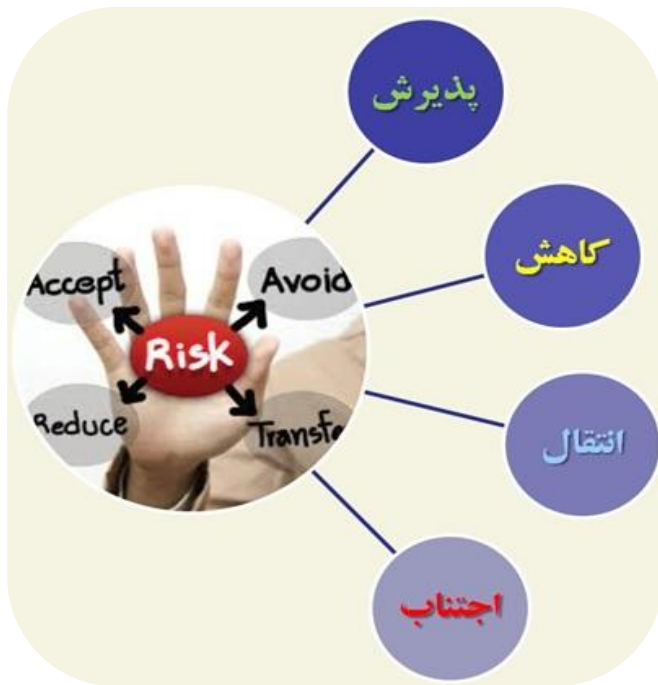 پذیرش
کاهش
انتقال
اجتناب
Accept
Avoid
Risk
Reduce
Transfe